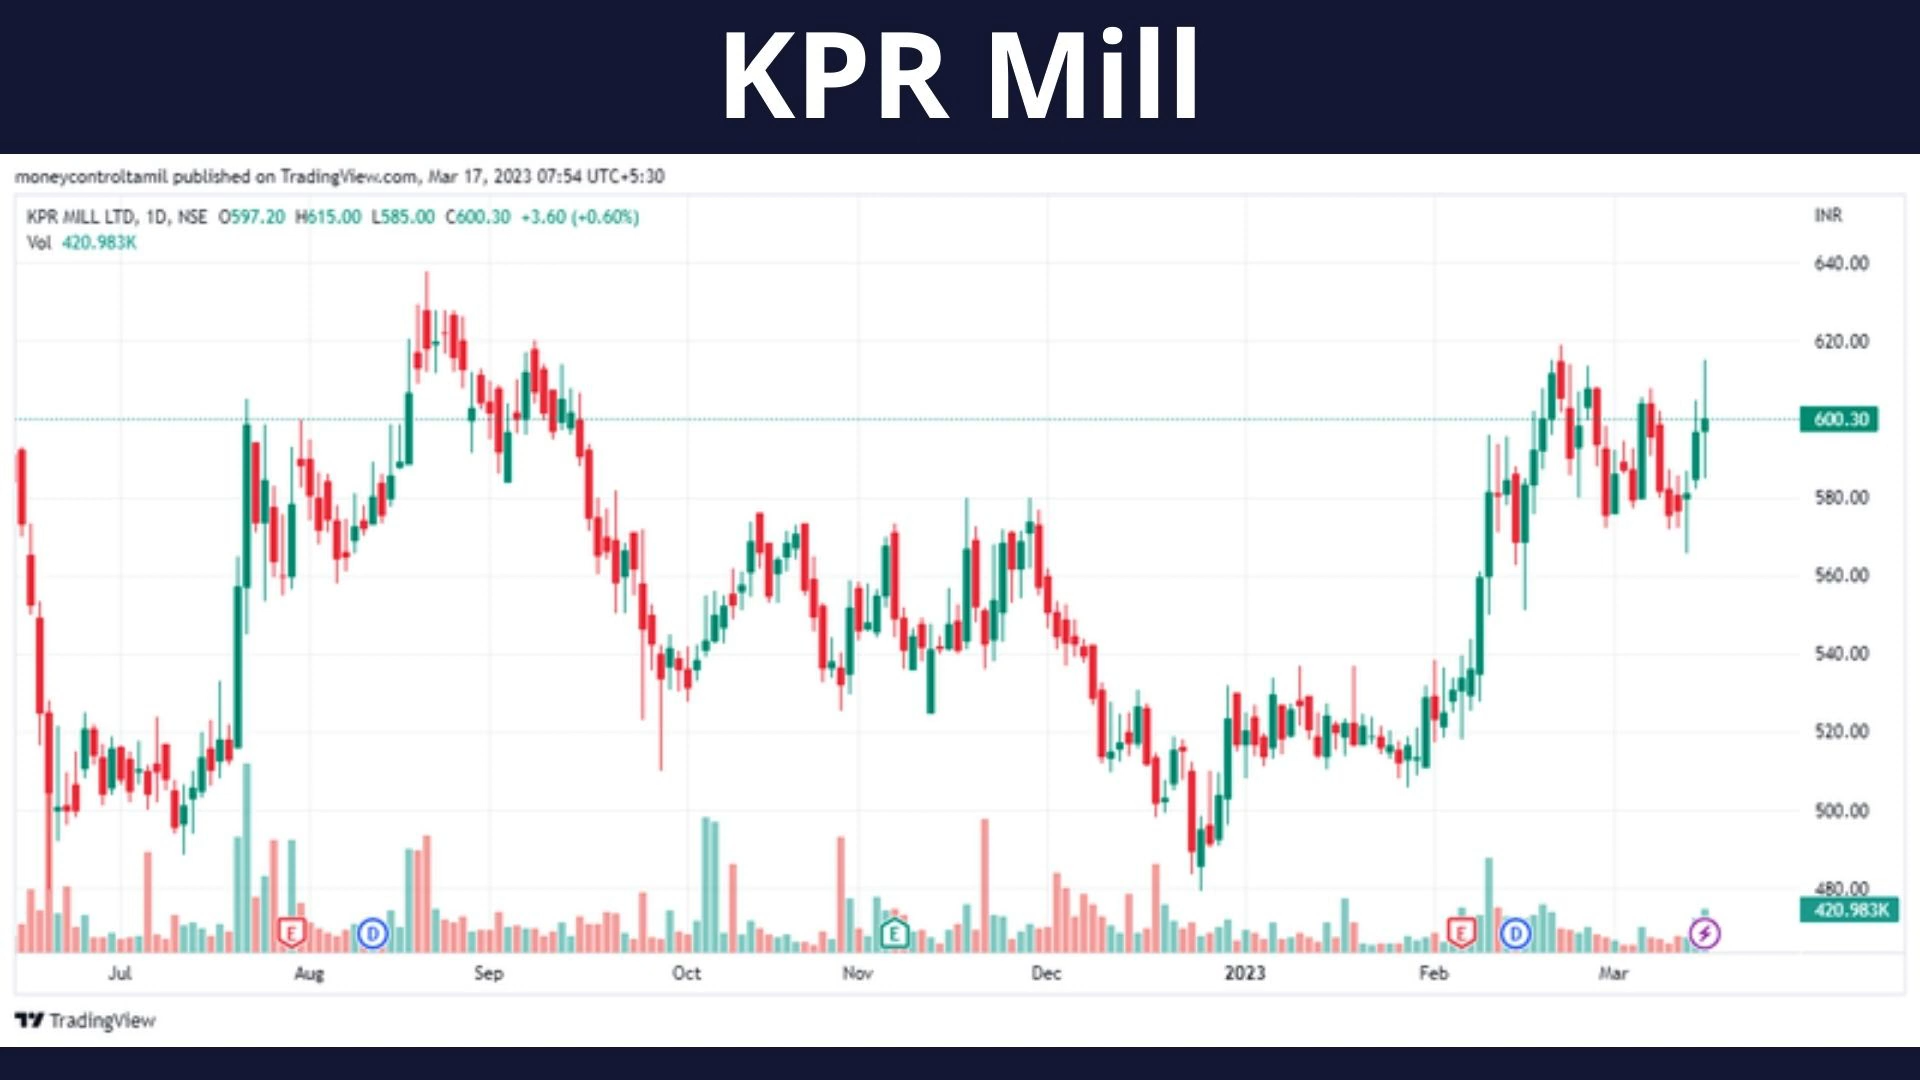 KPR Mill
moneycontroltamil published on TradingView.com, Mar 17, 2023 07:54 UTC+5:30
KPR MILL LTD, 1D, NSE O597.20 H615.00 L585.00 C600.30 +3.60 (+0.60%)
Vol 420.983K
INR
640.00
620.00
600.30
580.00
560.00
540.00
520.00
500.00
480.00
420.983K
E D E E D
Jul Aug Sep Oct Nov Dec 2023 Feb Mar
TradingView